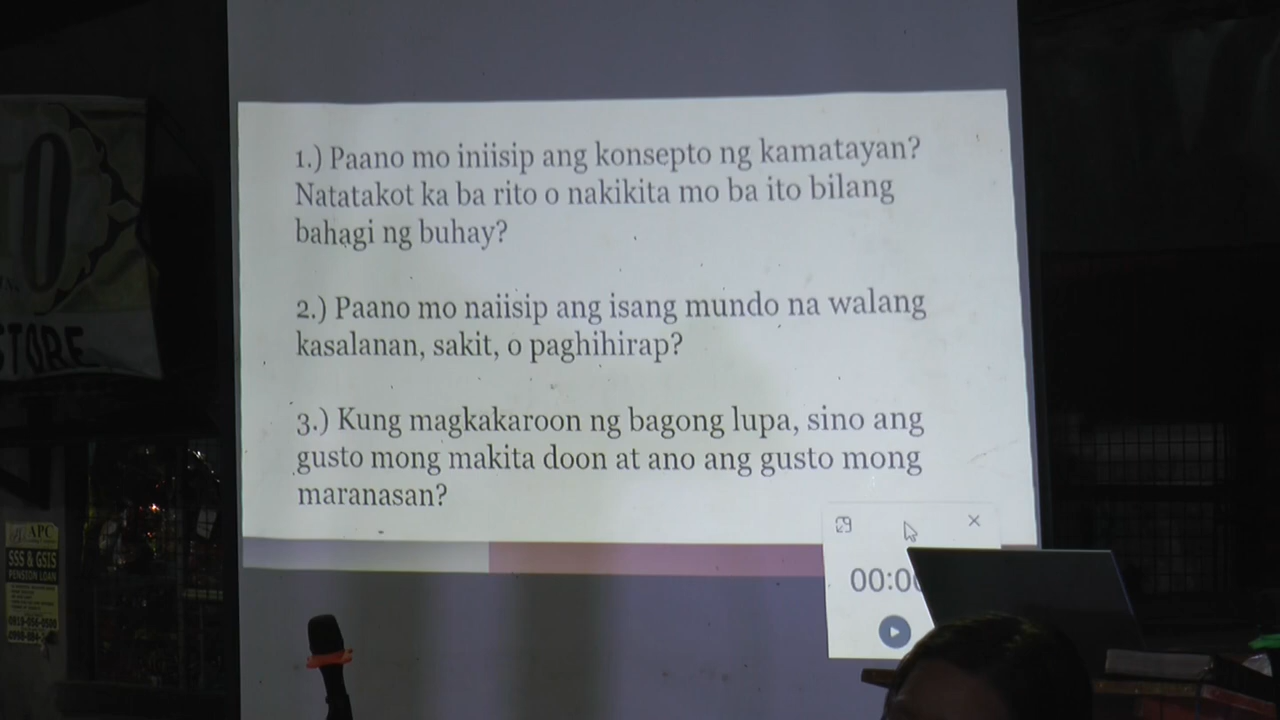 1.) Paano mo iniisip ang konsepto ng kamatayan?
Natatakot ka ba rito o nakikita mo ba ito bilang
bahagi ng buhay?
2.) Paano mo naiisip ang isang mundo na walang
kasalanan, sakit, o paghihirap?
3.) Kung magkakaroon ng bagong lupa, sino ang
gusto mong makita doon at ano ang gusto mong
maranasan?
00:0
STORE
APC
SSS & GSIS
PENSION LOAN